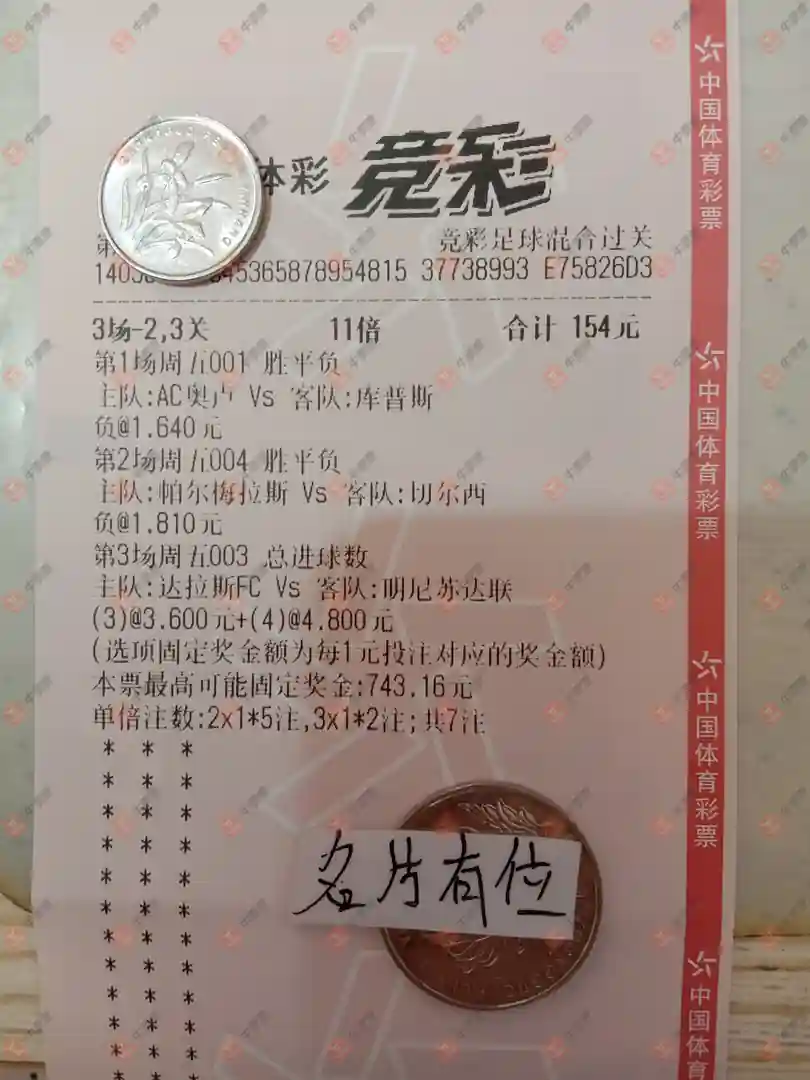 体彩 竞彩
第 竞彩足球混合过关
1405 45365878954815 37738993 E75826D3
3场-2,3关 11倍 合计 154元
第1场周五001 胜平负
主队:AC奥卢 Vs 客队:库普斯
负@1.640元
第2场周五004 胜平负
主队:帕尔梅拉斯 Vs 客队:切尔西
负@1.810元
第3场周五003 总进球数
主队:达拉斯FC Vs 客队:明尼苏达联
(3)@3.600元+(4)@4.800元
(选项固定奖金额为每1元投注对应的奖金额)
本票最高可能固定奖金:743.16元
单倍注数:2x1*5注,3x1*2注;共7注
* * *
* * *
* * *
* * *
* * *
* * *
* * *
* * *
* * *
* * *
* * *
* * *
名片有位
中国体育彩票
中国体育彩票
中国体育彩票
中国体育